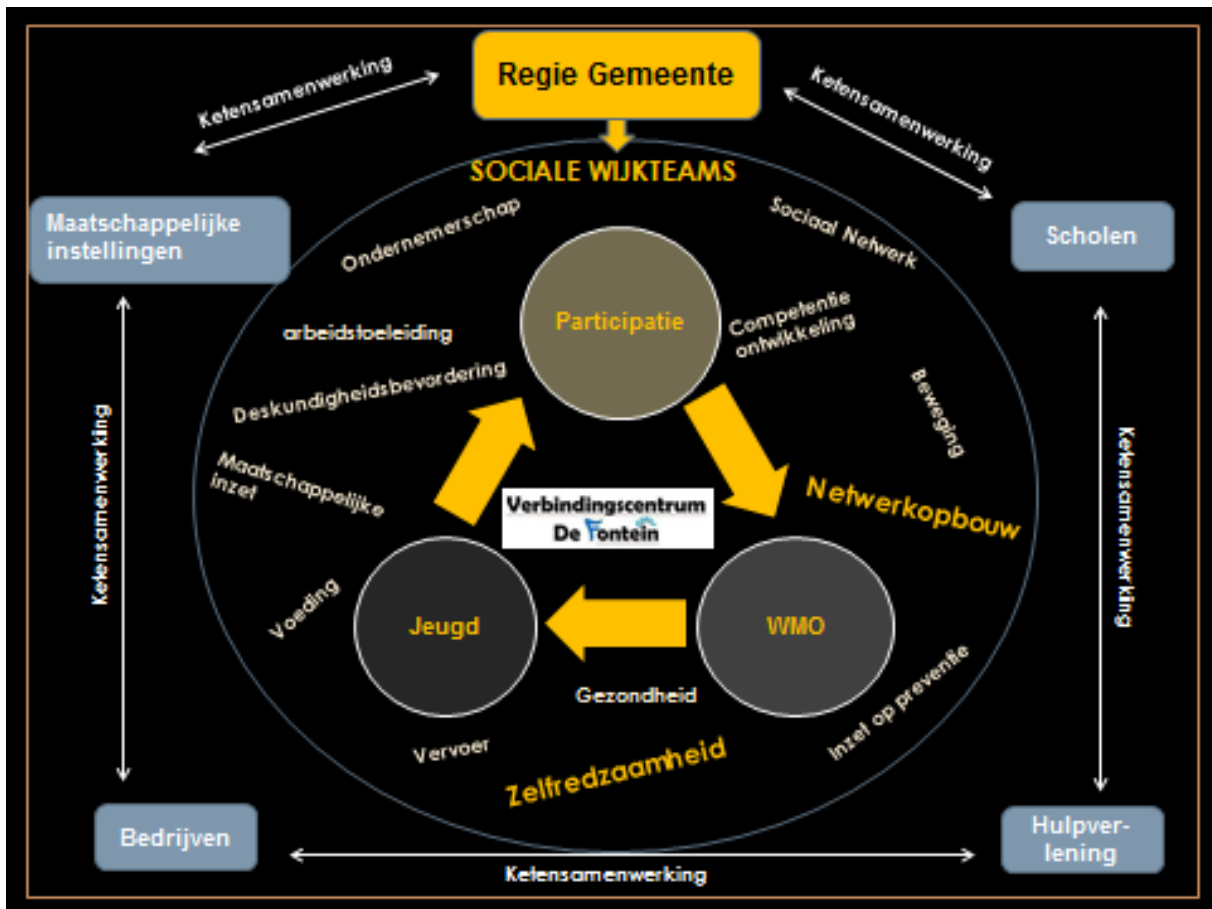 Regie Gemeente
Ketensamenwerking
Ketensamenwerking
SOCIALE WIJKTEAMS
Maatschappelijke
instellingen
Scholen
Ondernemerschap
Sociaal Netwerk
Participatie
Competentie
ontwikkeling
arbeidstoeleiding
Deskundigheidsbevordering
Beweging
Maatschappelijke
inzet
Netwerkopbouw
Verbindingscentrum
De Fontein
Ketensamenwerking
Ketensamenwerking
Voeding
Jeugd
WMO
Gezondheid
Inzet op preventie
Vervoer
Zelfredzaamheid
Bedrijven
Hulpver-
lening
Ketensamenwerking